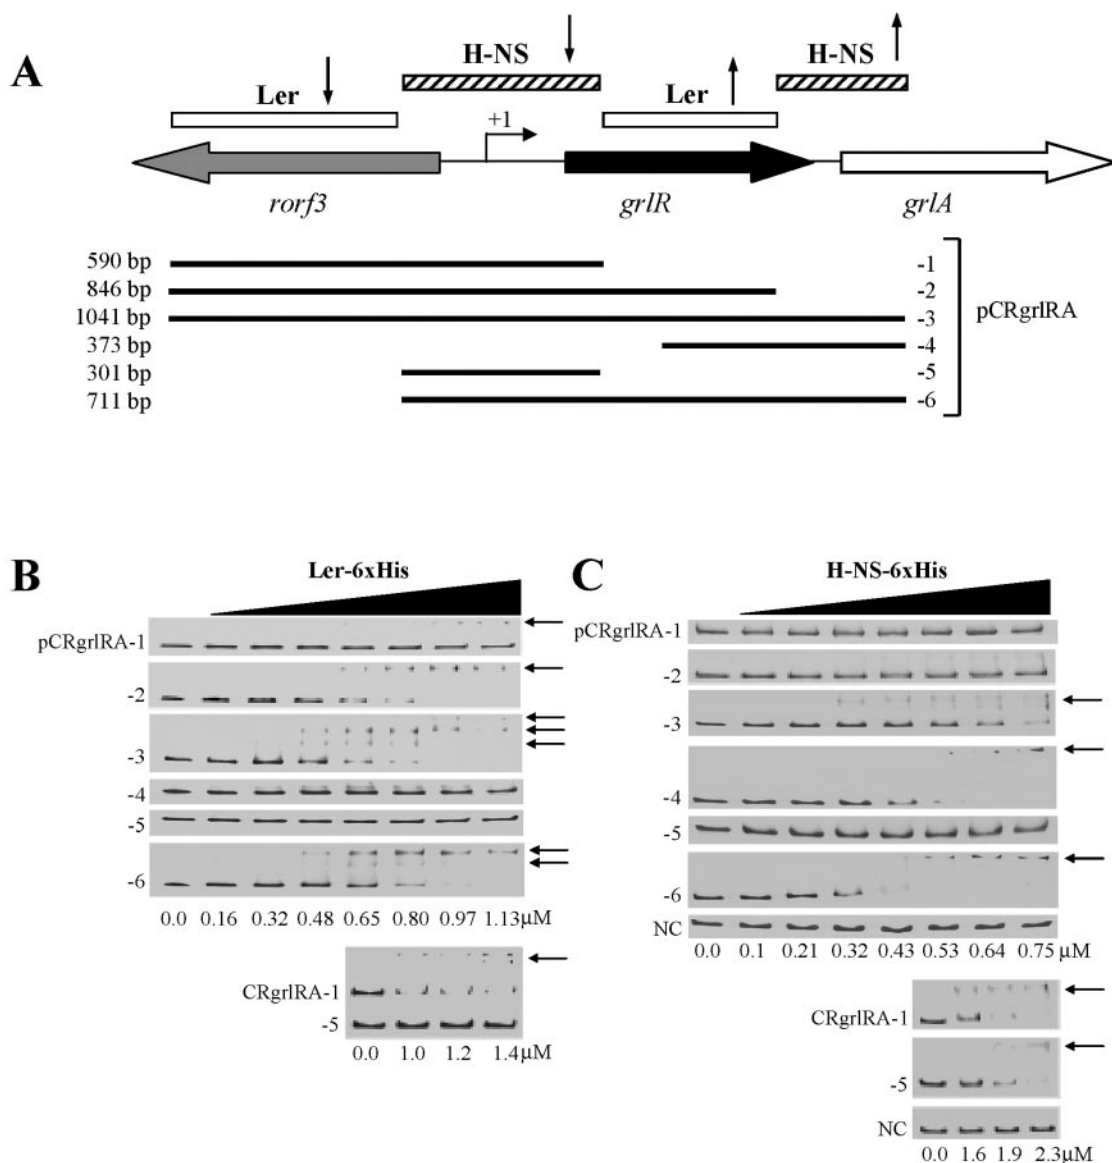 A
H-NS
H-NS
Ler
Ler
+1
rorf3
grlR
grlA
590 bp
-1
846 bp
-2
1041 bp
-3
pCRgrlRA
373 bp
-4
301 bp
-5
711 bp
-6
B
Ler-6xHis
pCRgrlRA-1
-2
-3
-4
-5
-6
0.0 0.16 0.32 0.48 0.65 0.80 0.97 1.13μM
CRgrlRA-1
-5
0.0 1.0 1.2 1.4μM
C
H-NS-6xHis
pCRgrlRA-1
-2
-3
-4
-5
-6
NC
0.0 0.1 0.21 0.32 0.43 0.53 0.64 0.75 μM
CRgrlRA-1
-5
NC
0.0 1.6 1.9 2.3μM